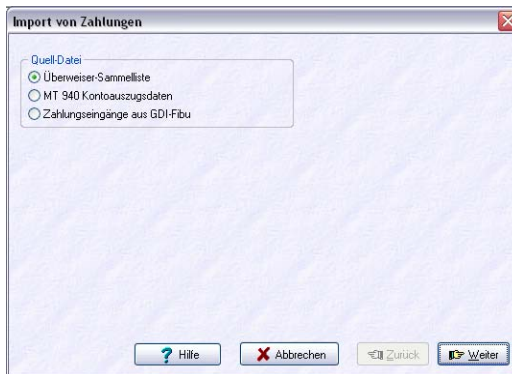 Import von Zahlungen
Quell-Datei
Überweiser-Sammelliste
MT 940 Kontoauszugsdaten
Zahlungseingänge aus GDI-Fibu
? Hilfe
Abbrechen
Zurück
Weiter